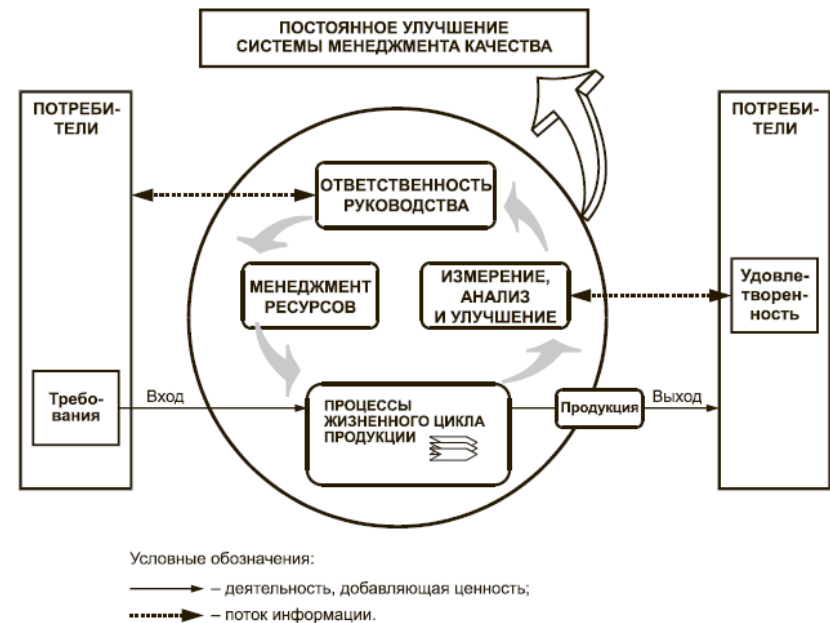 ПОСТОЯННОЕ УЛУЧШЕНИЕ
СИСТЕМЫ МЕНЕДЖМЕНТА КАЧЕСТВА
ПОТРЕБИ-
ТЕЛИ
ПОТРЕБИ-
ТЕЛИ
ОТВЕТСТВЕННОСТЬ
РУКОВОДСТВА
МЕНЕДЖМЕНТ
РЕСУРСОВ
ИЗМЕРЕНИЕ,
АНАЛИЗ
И УЛУЧШЕНИЕ
Удовле-
творен-
ность
Требо-
вания
Вход
ПРОЦЕССЫ
ЖИЗНЕННОГО ЦИКЛА
ПРОДУКЦИИ
Продукция
Выход
Условные обозначения:
– деятельность, добавляющая ценность;
– поток информации.